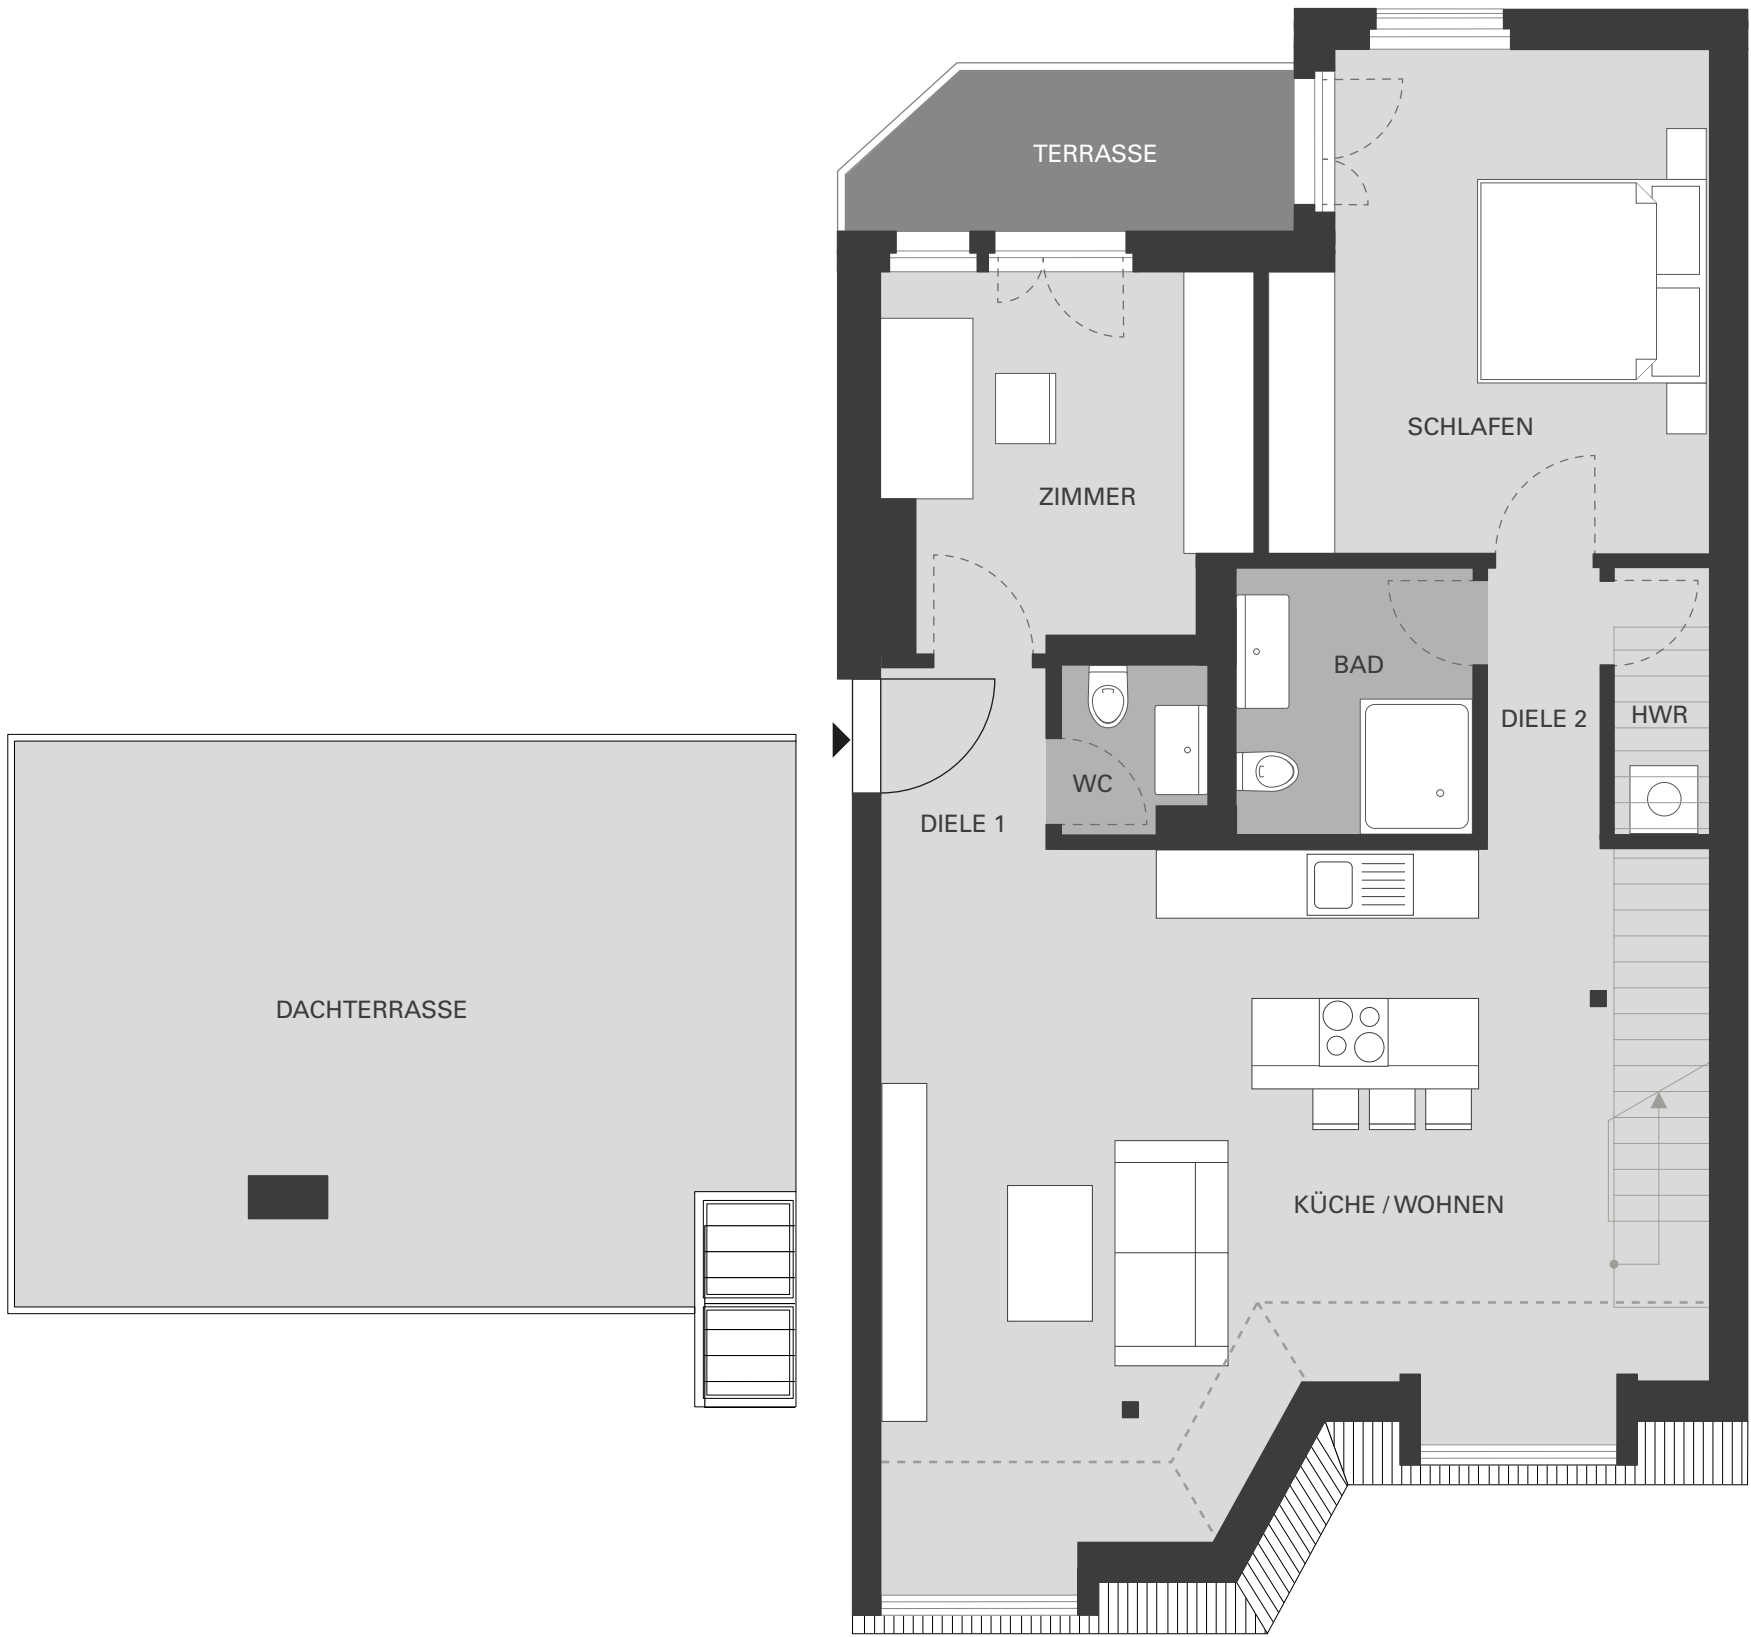 TERRASSE
SCHLAFEN
ZIMMER
BAD
DIELE 2
HWR
WC
DIELE 1
DACHTERRASSE
KÜCHE / WOHNEN